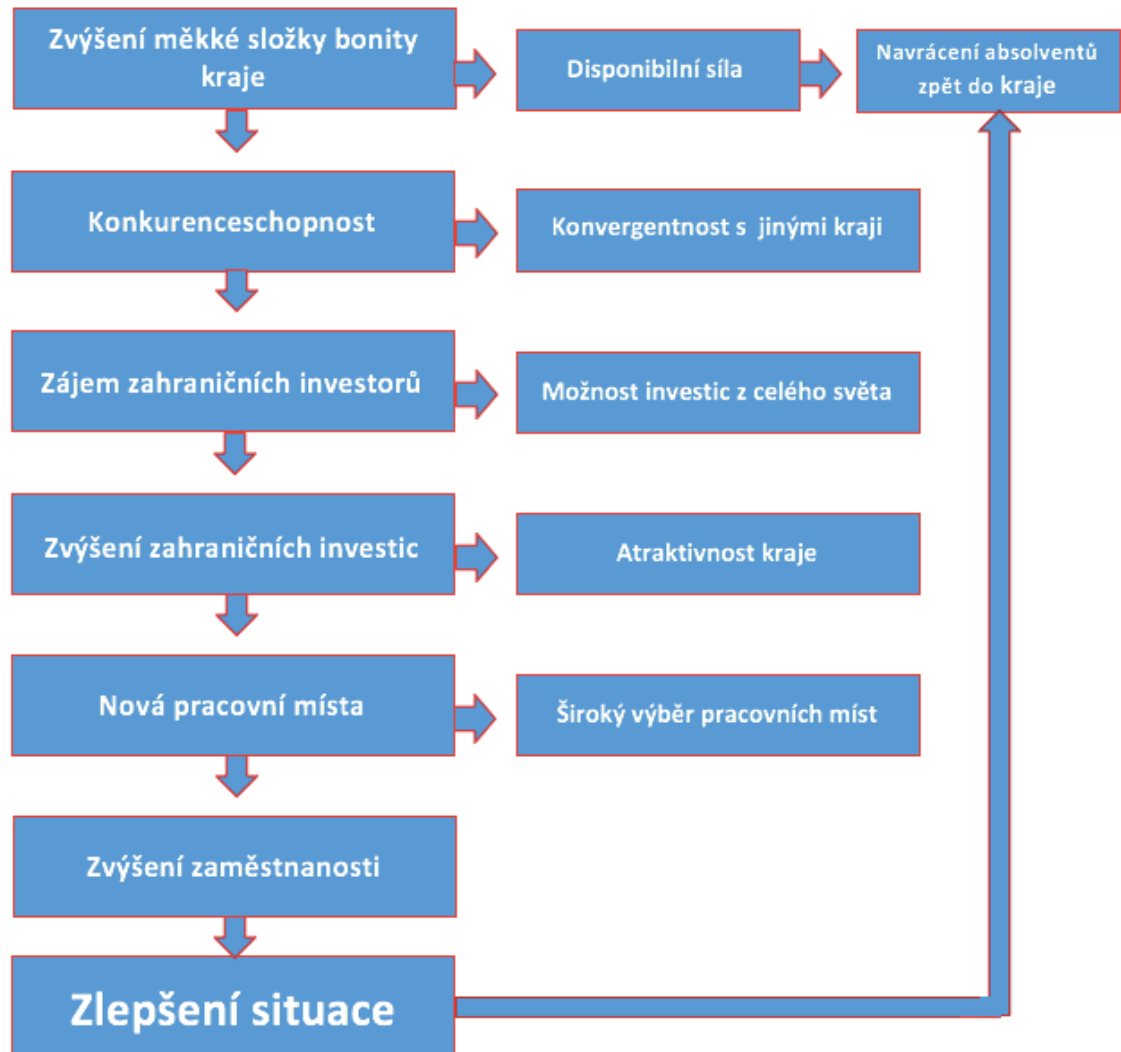 Zvýšení měkké složky bonity
kraje
Disponibilní síla
Navrácení absolventů
zpět do kraje
Konkurenceschopnost
Konvergentnost s jinými kraji
Zájem zahraničních investorů
Možnost investic z celého světa
Zvýšení zahraničních investic
Atraktivnost kraje
Nová pracovní místa
Široký výběr pracovních míst
Zvýšení zaměstnanosti
Zlepšení situace